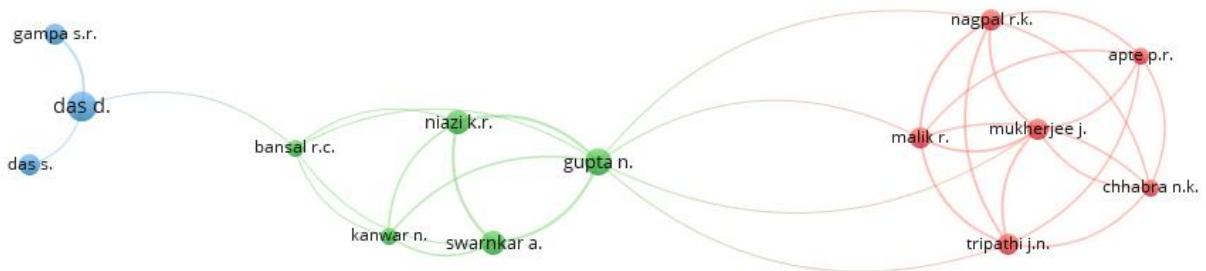 gampa s.r.
das d.
das s.
bansal r.c.
niazi k.r.
gupta n.
kanwar n.
swarnkar a.
nagpal r.k.
apte p.r.
malik r.
mukherjee j.
chhabra n.k.
tripathi j.n.